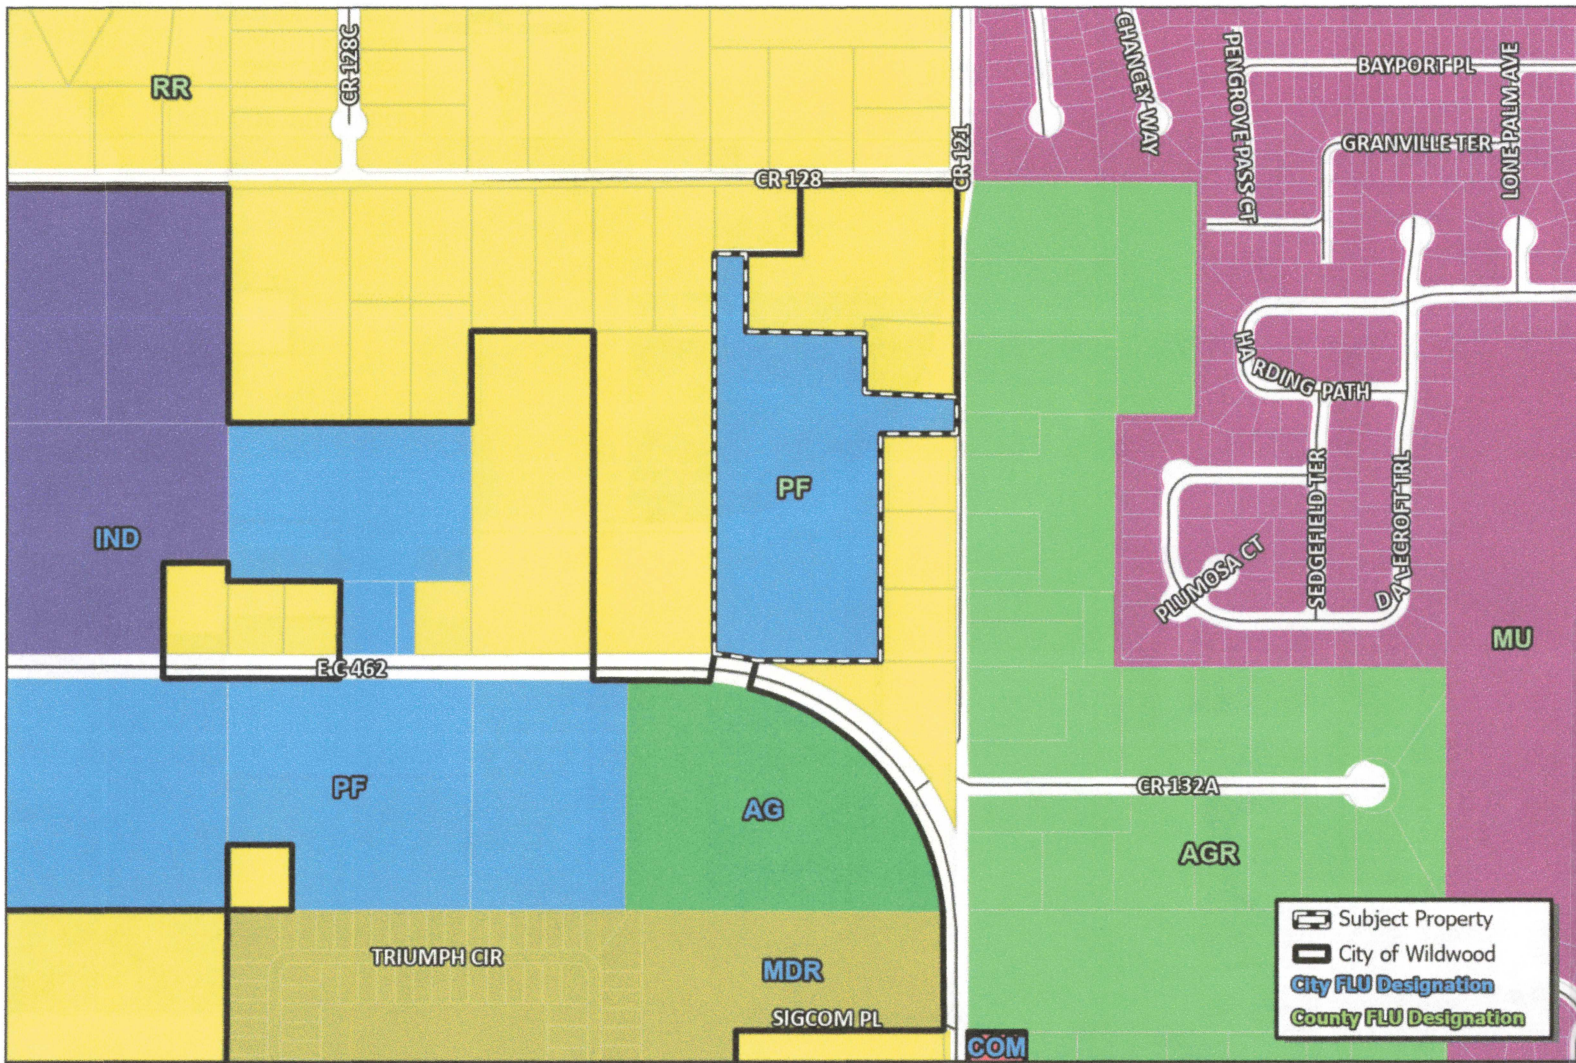 CR 128C
CR 121
CHANCEY WAY
PENGROVE PASS CT
BAYPORT PL
LONE PALM AVE
RR
GRANVILLE TER
CR 128
HARDING PATH
PF
SEDGEFIELD TER
DALECROFT TRL
IND
PLUMOSA CT
MU
E C 462
PF
AG
CR 132A
AGR
TRIUMPH CIR
MDR
SIGCOM PL
COM
Subject Property
City of Wildwood
City FLU Designation
County FLU Designation